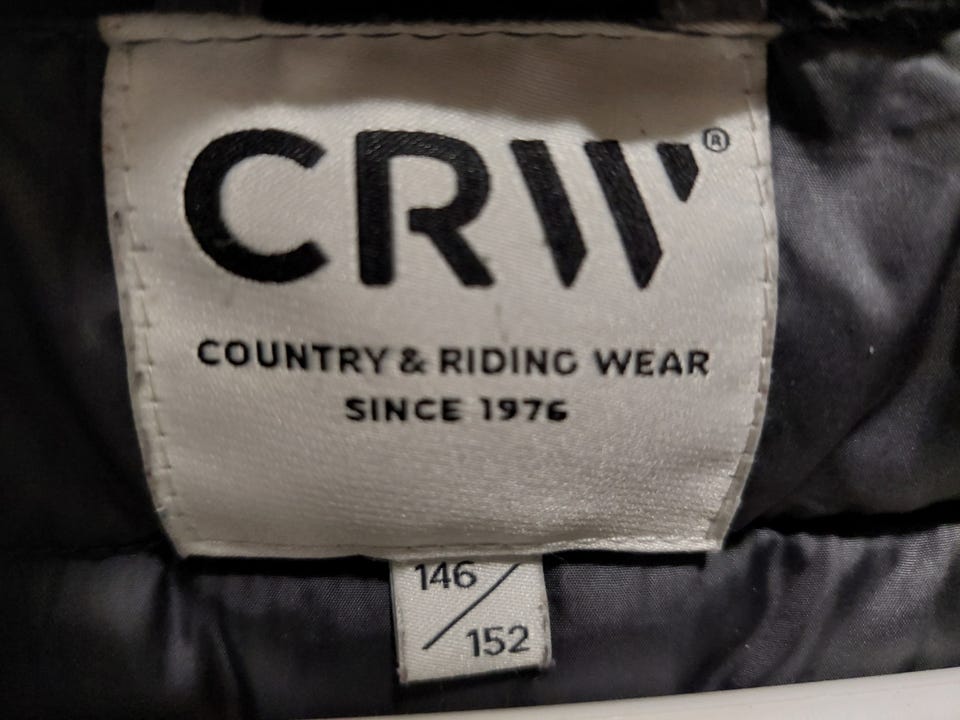 CRW®
COUNTRY & RIDING WEAR
SINCE 1976
146/
152